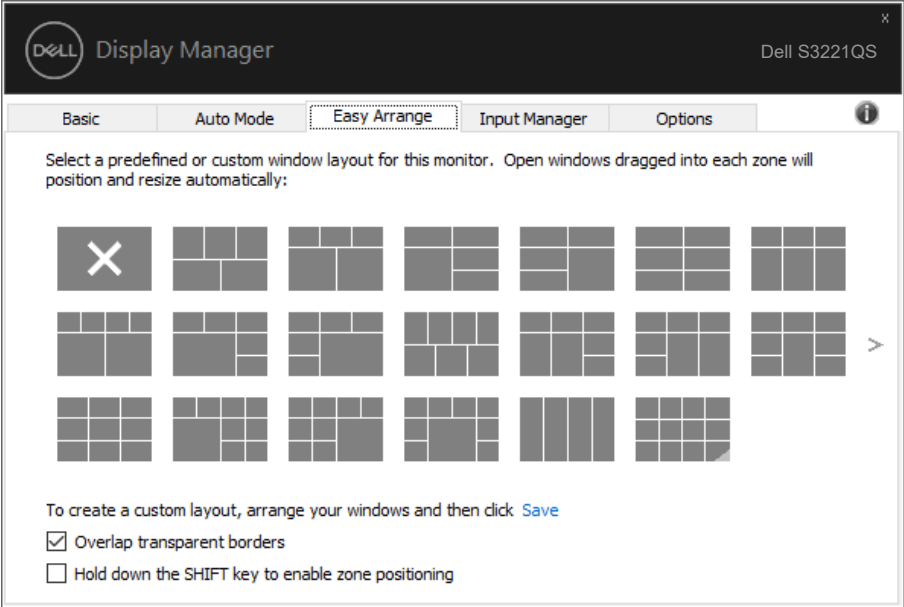 x
DELL Display Manager
Dell S3221QS
Basic Auto Mode Easy Arrange Input Manager Options
Select a predefined or custom window layout for this monitor. Open windows dragged into each zone will
position and resize automatically:
>
To create a custom layout, arrange your windows and then click Save
Overlap transparent borders
Hold down the SHIFT key to enable zone positioning